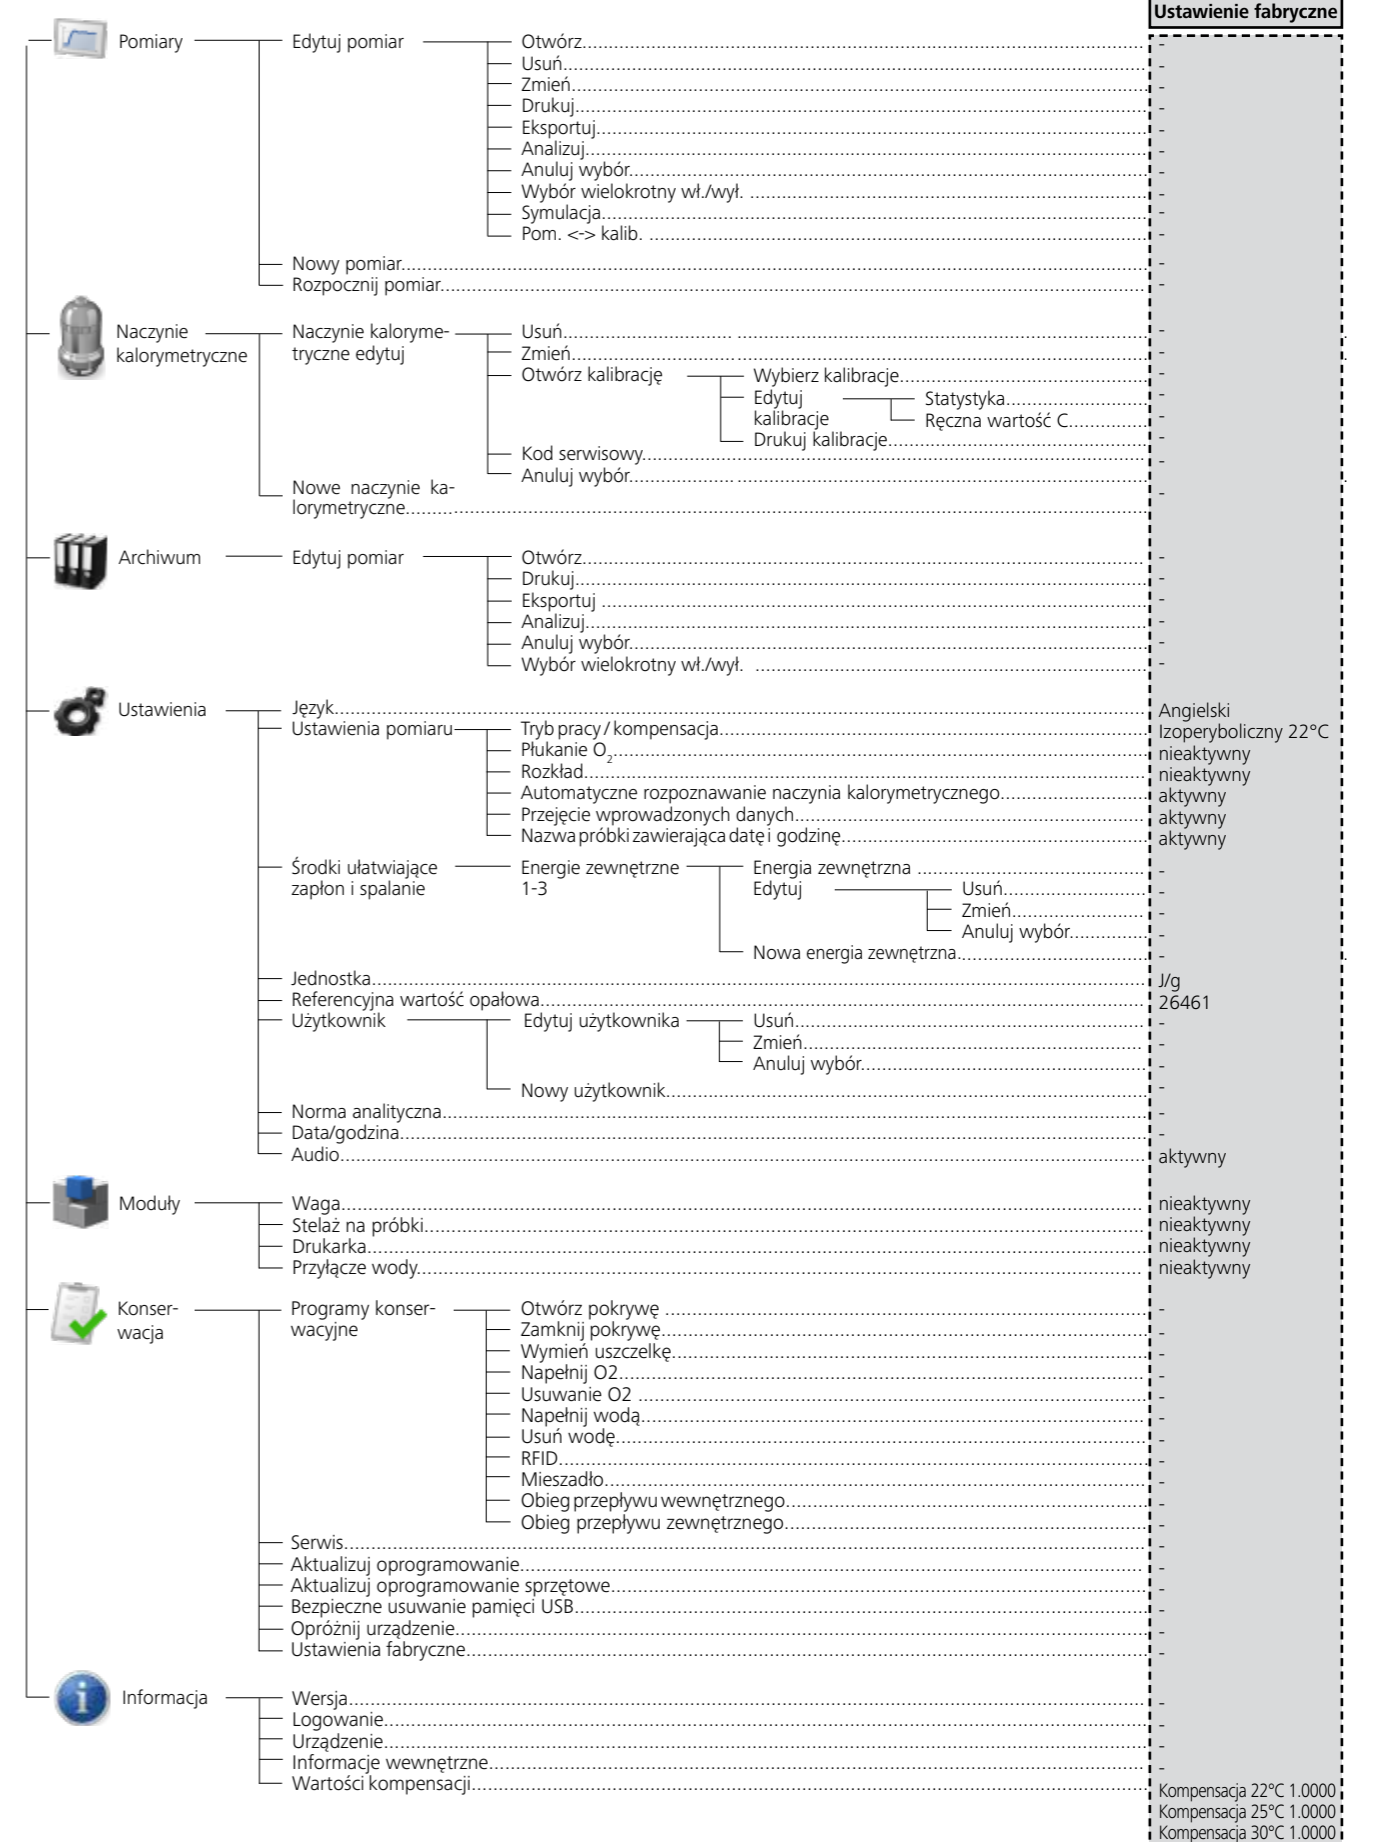 Ustawienie fabryczne
Pomiary Edytuj pomiar Otwórz -
Usuń -
Zmień -
Drukuj -
Eksportuj -
Analizuj -
Anuluj wybór -
Wybór wielokrotny wł./wył. -
Symulacja -
Pom. <-> kalib. -
Nowy pomiar -
Rozpocznij pomiar -
Naczynie kalorymetryczne Naczynie kaloryme-
tryczne edytuj Usuń -
Zmień -
Otwórz kalibrację Wybierz kalibracje -
Edytuj kalibracje Statystyka -
Ręczna wartość C -
Drukuj kalibracje -
Kod serwisowy -
Anuluj wybór
Nowe naczynie ka-
lorymetryczne -
Archiwum Edytuj pomiar Otwórz -
Drukuj -
Eksportuj -
Analizuj -
Anuluj wybór -
Wybór wielokrotny wł./wył. -
Ustawienia Język Angielski
Ustawienia pomiaru Tryb pracy / kompensacja Izoperyboliczny 22°C
Płukanie O2 nieaktywny
Rozkład nieaktywny
Automatyczne rozpoznawanie naczynia kalorymetrycznego aktywny
Przejęcie wprowadzonych danych aktywny
Nazwa próbki zawierająca datę i godzinę aktywny
Środki ułatwiające
zapłon i spalanie Energie zewnętrzne
1-3 Energia zewnętrzna -
Edytuj Usuń -
Zmień -
Anuluj wybór -
Nowa energia zewnętrzna -
Jednostka J/g
Referencyjna wartość opałowa 26461
Użytkownik Edytuj użytkownika Usuń -
Zmień -
Anuluj wybór -
Nowy użytkownik -
Norma analityczna -
Data/godzina -
Audio aktywny
Moduły Waga nieaktywny
Stelaż na próbki nieaktywny
Drukarka nieaktywny
Przyłącze wody nieaktywny
Konser-
wacja Programy konser-
wacyjne Otwórz pokrywę -
Zamknij pokrywę -
Wymień uszczelkę -
Napełnij O2 -
Usuwanie O2 -
Napełnij wodą -
Usuń wodę -
RFID -
Mieszadło -
Obieg przepływu wewnętrznego -
Obieg przepływu zewnętrznego -
Serwis -
Aktualizuj oprogramowanie -
Aktualizuj oprogramowanie sprzętowe -
Bezpieczne usuwanie pamięci USB -
Opróżnij urządzenie -
Ustawienia fabryczne -
Informacja Wersja -
Logowanie -
Urządzenie -
Informacje wewnętrzne -
Wartości kompensacji Kompensacja 22°C 1.0000
Kompensacja 25°C 1.0000
Kompensacja 30°C 1.0000